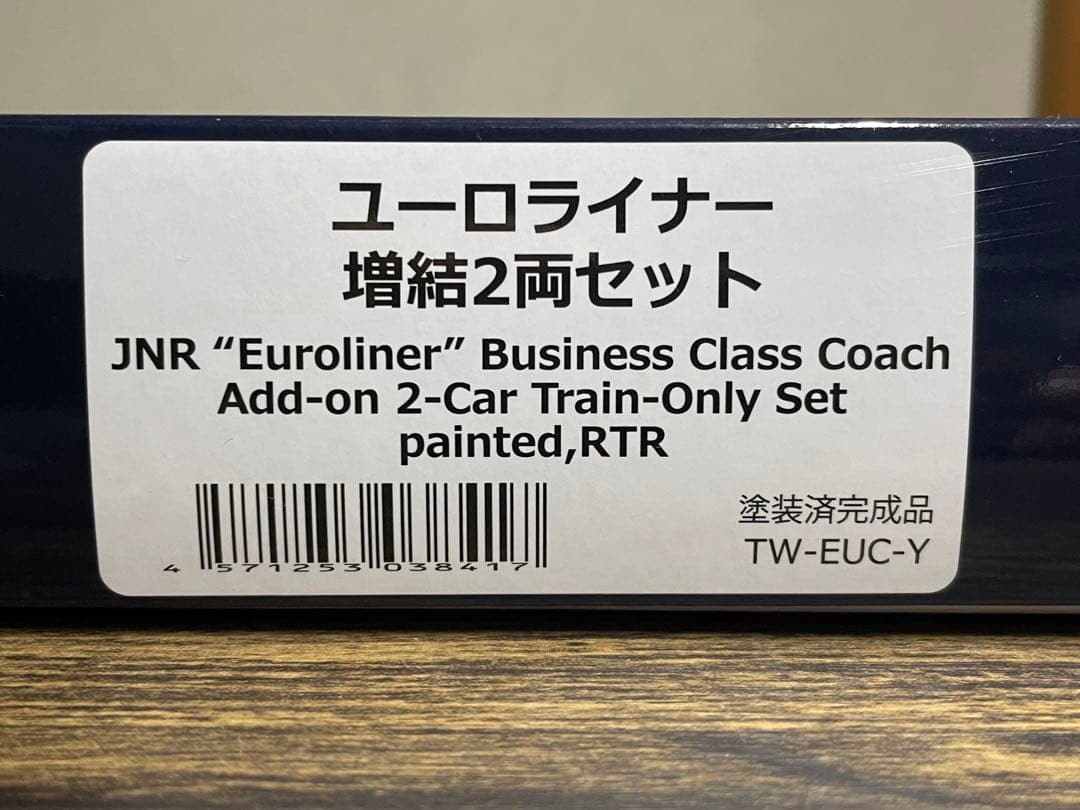 ユーロライナー
増結2両セット
JNR “Euroliner” Business Class Coach
Add-on 2-Car Train-Only Set
painted,RTR
塗装済完成品
TW-EUC-Y
4 571253 038417